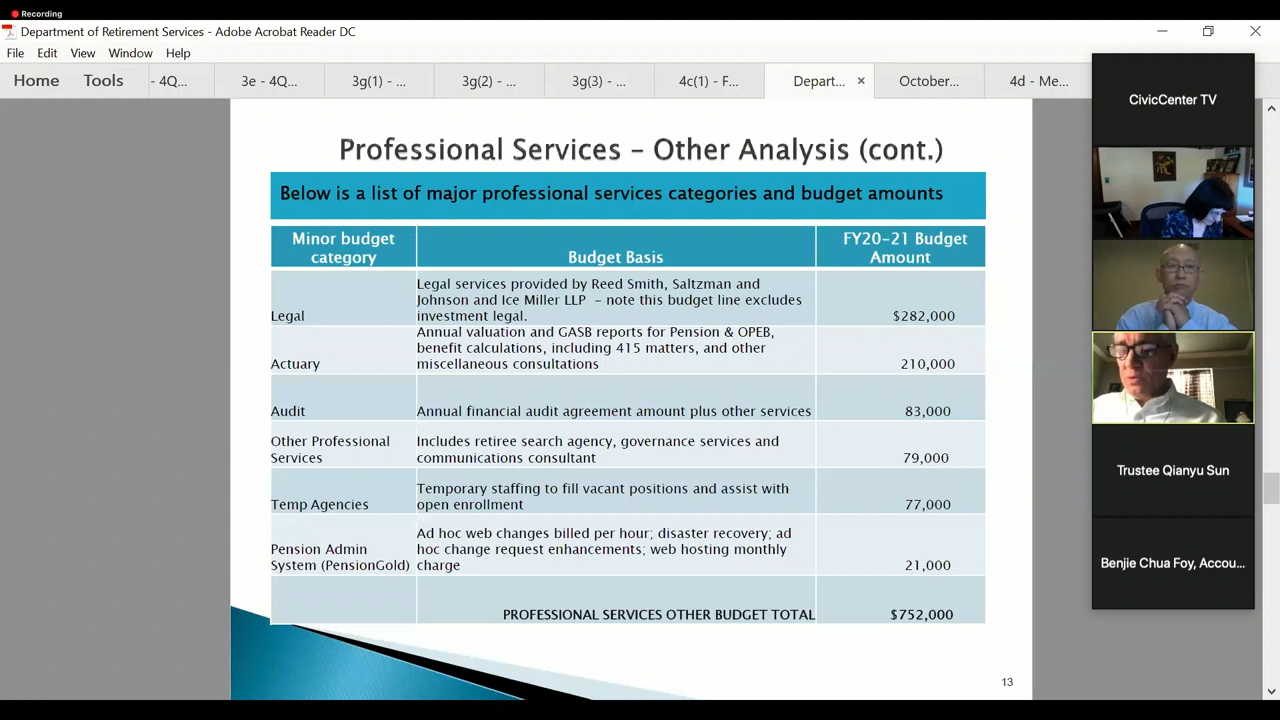 Recording
Department of Retirement Services - Adobe Acrobat Reader DC
File Edit View Window Help
Home Tools - 4Q... 3e - 4Q... 3g(1) - ... 3g(2) - ... 3g(3) - ... 4c(1) - F... Depart... × October... 4d - Me...
CivicCenter TV
Professional Services – Other Analysis (cont.)
Below is a list of major professional services categories and budget amounts
Minor budget category
Budget Basis
FY20-21 Budget Amount
Legal
Legal services provided by Reed Smith, Saltzman and
Johnson and Ice Miller LLP – note this budget line excludes
investment legal.
$282,000
Actuary
Annual valuation and GASB reports for Pension & OPEB,
benefit calculations, including 415 matters, and other
miscellaneous consultations
210,000
Audit
Annual financial audit agreement amount plus other services
83,000
Other Professional
Services
Includes retiree search agency, governance services and
communications consultant
79,000
Temp Agencies
Temporary staffing to fill vacant positions and assist with
open enrollment
77,000
Pension Admin
System (PensionGold)
Ad hoc web changes billed per hour; disaster recovery; ad
hoc change request enhancements; web hosting monthly
charge
21,000
PROFESSIONAL SERVICES OTHER BUDGET TOTAL
$752,000
13
Trustee Qianyu Sun
Benjie Chua Foy, Accou...